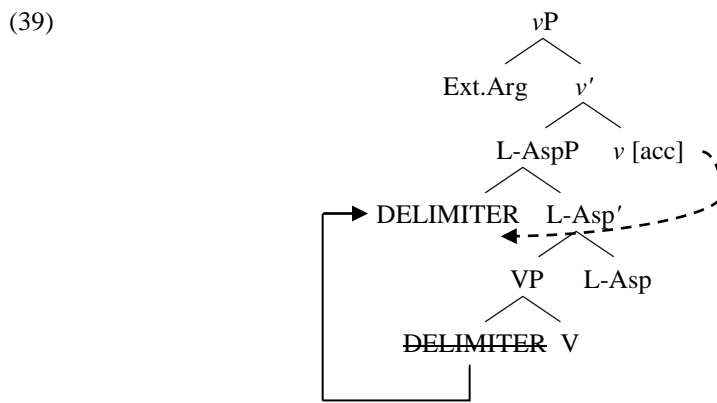 (39) vP
Ext.Arg v′
L-AspP v [acc]
DELIMITER L-Asp′
VP L-Asp
DELIMITER V